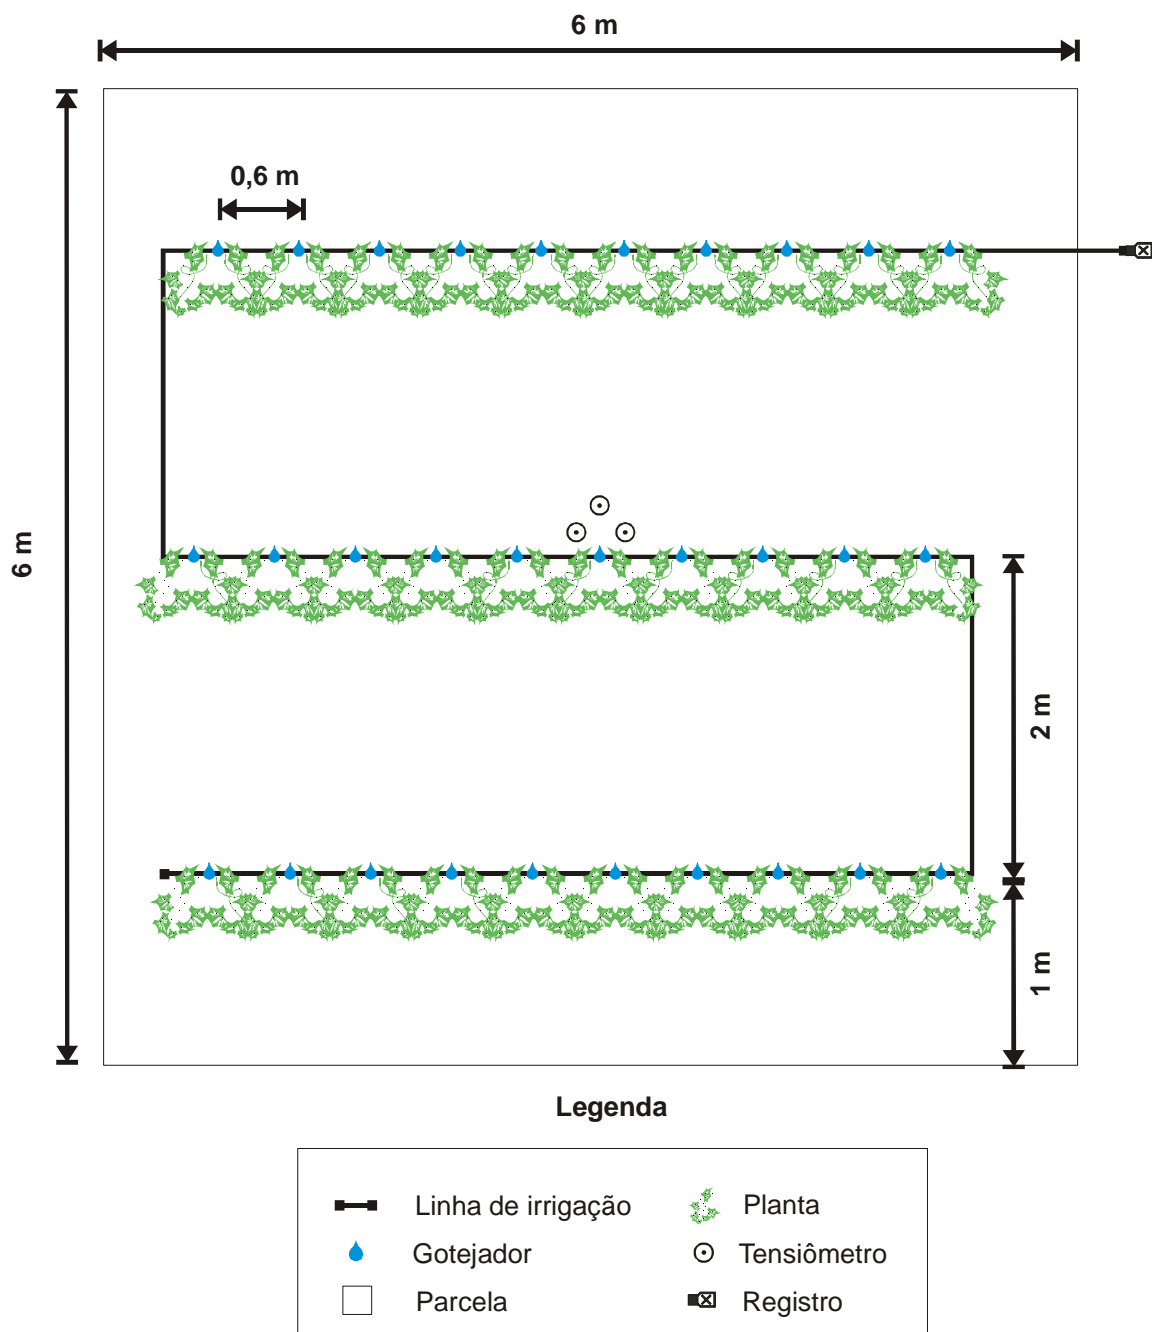 6 m
0,6 m
6 m
2 m
1 m
Legenda
Linha de irrigação
Planta
Gotejador
Tensiômetro
Parcela
Registro